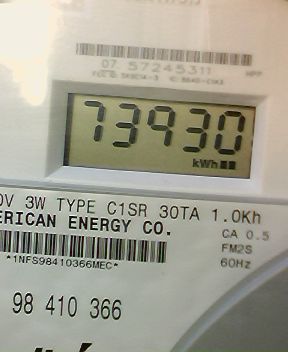 07 57245311
73930
kWh
0V 3W TYPE C1SR 30TA 1.0Kh
ERICAN ENERGY CO.
CA 0.5
FM2S
*1NFS98410366MEC*
60Hz
98 410 366